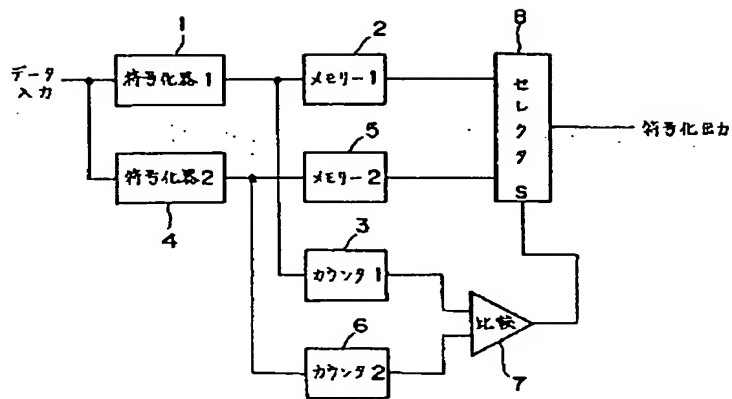 1
2
8
データ
入力
符号化器1
メモリー1
セレクタ S
符号化出力
5
符号化器2
メモリー2
4
3
カウンタ1
比較
6
7
カウンタ2